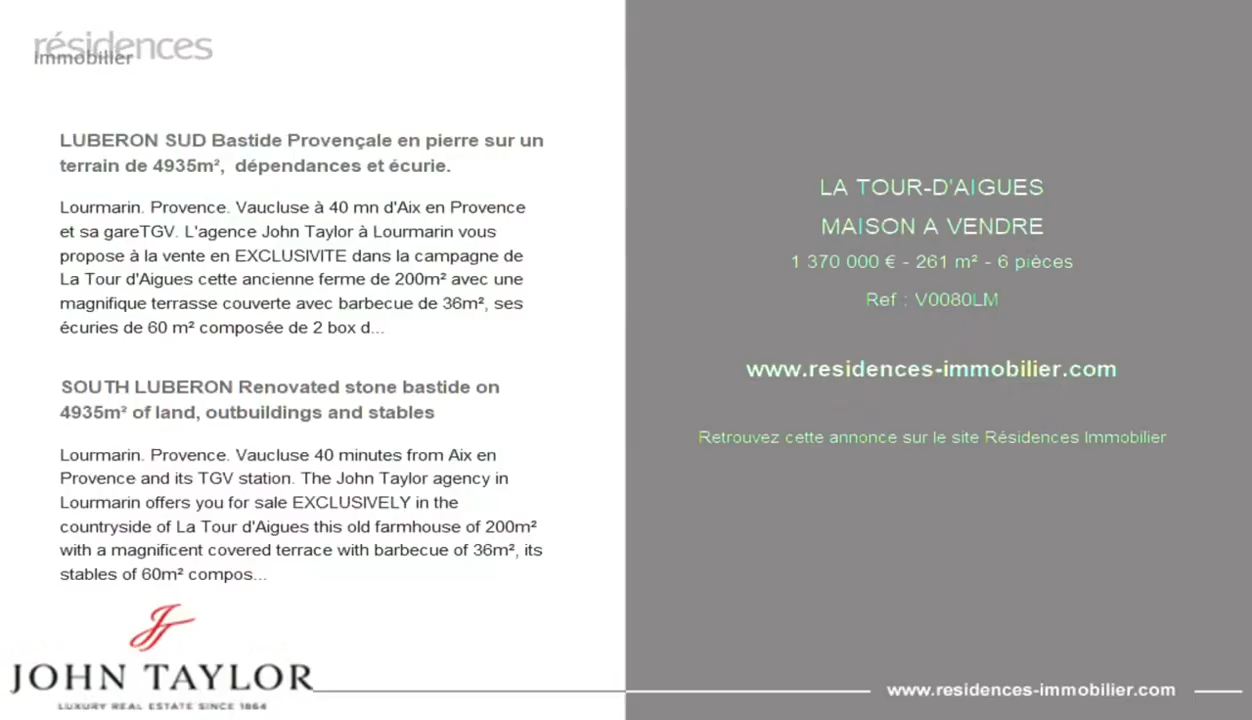 résidences
immobilier
LUBERON SUD Bastide Provençale en pierre sur un
terrain de 4935m², dépendances et écurie.
Lourmarin. Provence. Vaucluse à 40 mn d'Aix en Provence
et sa gareTGV. L'agence John Taylor à Lourmarin vous
propose à la vente en EXCLUSIVITE dans la campagne de
La Tour d'Aigues cette ancienne ferme de 200m² avec une
magnifique terrasse couverte avec barbecue de 36m², ses
écuries de 60 m² composée de 2 box d...
SOUTH LUBERON Renovated stone bastide on
4935m² of land, outbuildings and stables
Lourmarin. Provence. Vaucluse 40 minutes from Aix en
Provence and its TGV station. The John Taylor agency in
Lourmarin offers you for sale EXCLUSIVELY in the
countryside of La Tour d'Aigues this old farmhouse of 200m²
with a magnificent covered terrace with barbecue of 36m², its
stables of 60m² compos...
JOHN TAYLOR
LUXURY REAL ESTATE SINCE 1864
LA TOUR-D'AIGUES
MAISON A VENDRE
1 370 000 € - 261 m² - 6 pièces
Ref : V0080LM
www.residences-immobilier.com
Retrouvez cette annonce sur le site Résidences Immobilier
www.residences-immobilier.com